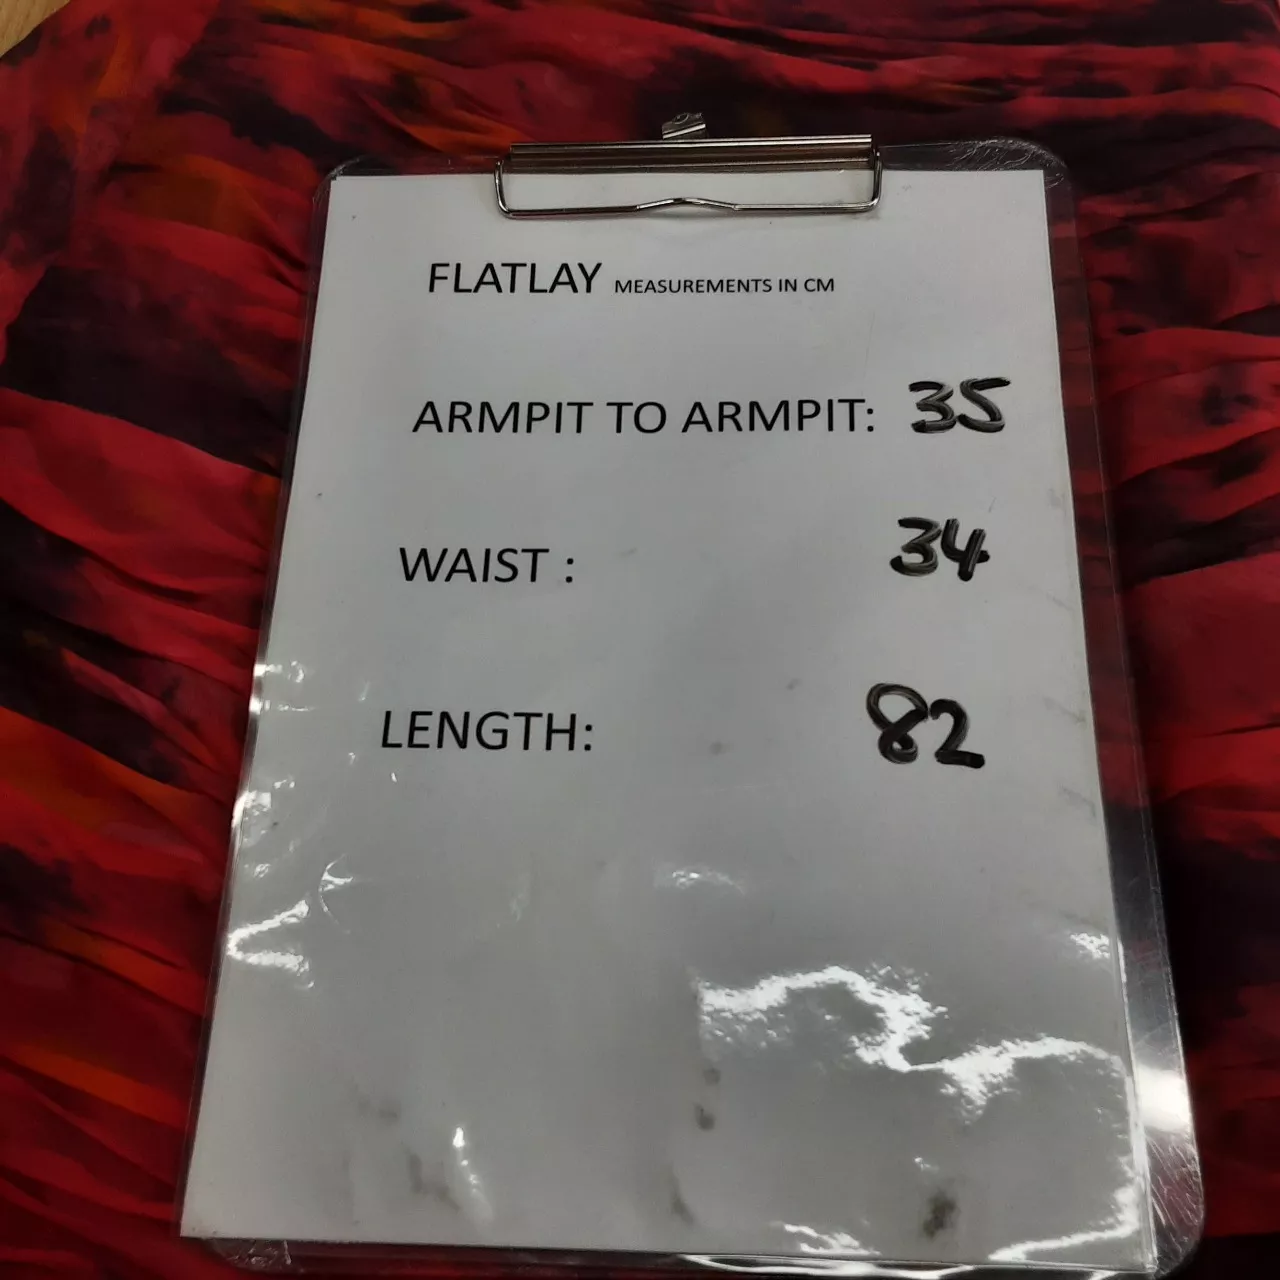 FLATLAY MEASUREMENTS IN CM
ARMPIT TO ARMPIT: 35
WAIST : 34
LENGTH: 82